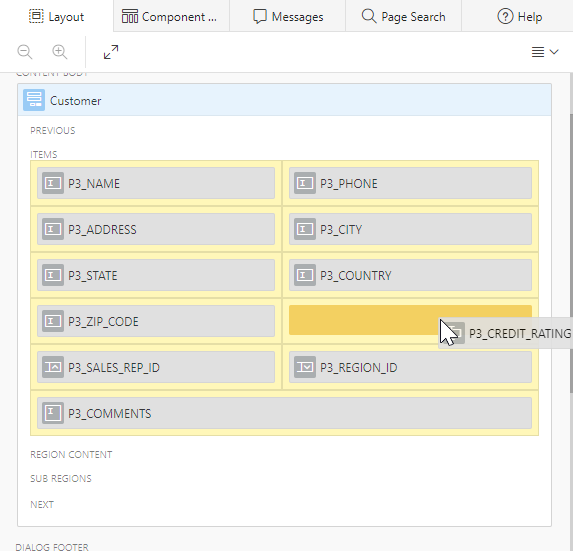 Layout Component ... Messages Page Search Help
CONTENT BODY
Customer
PREVIOUS
ITEMS
P3_NAME P3_PHONE
P3_ADDRESS P3_CITY
P3_STATE P3_COUNTRY
P3_ZIP_CODE
P3_CREDIT_RATING
P3_SALES_REP_ID P3_REGION_ID
P3_COMMENTS
REGION CONTENT
SUB REGIONS
NEXT
DIALOG FOOTER